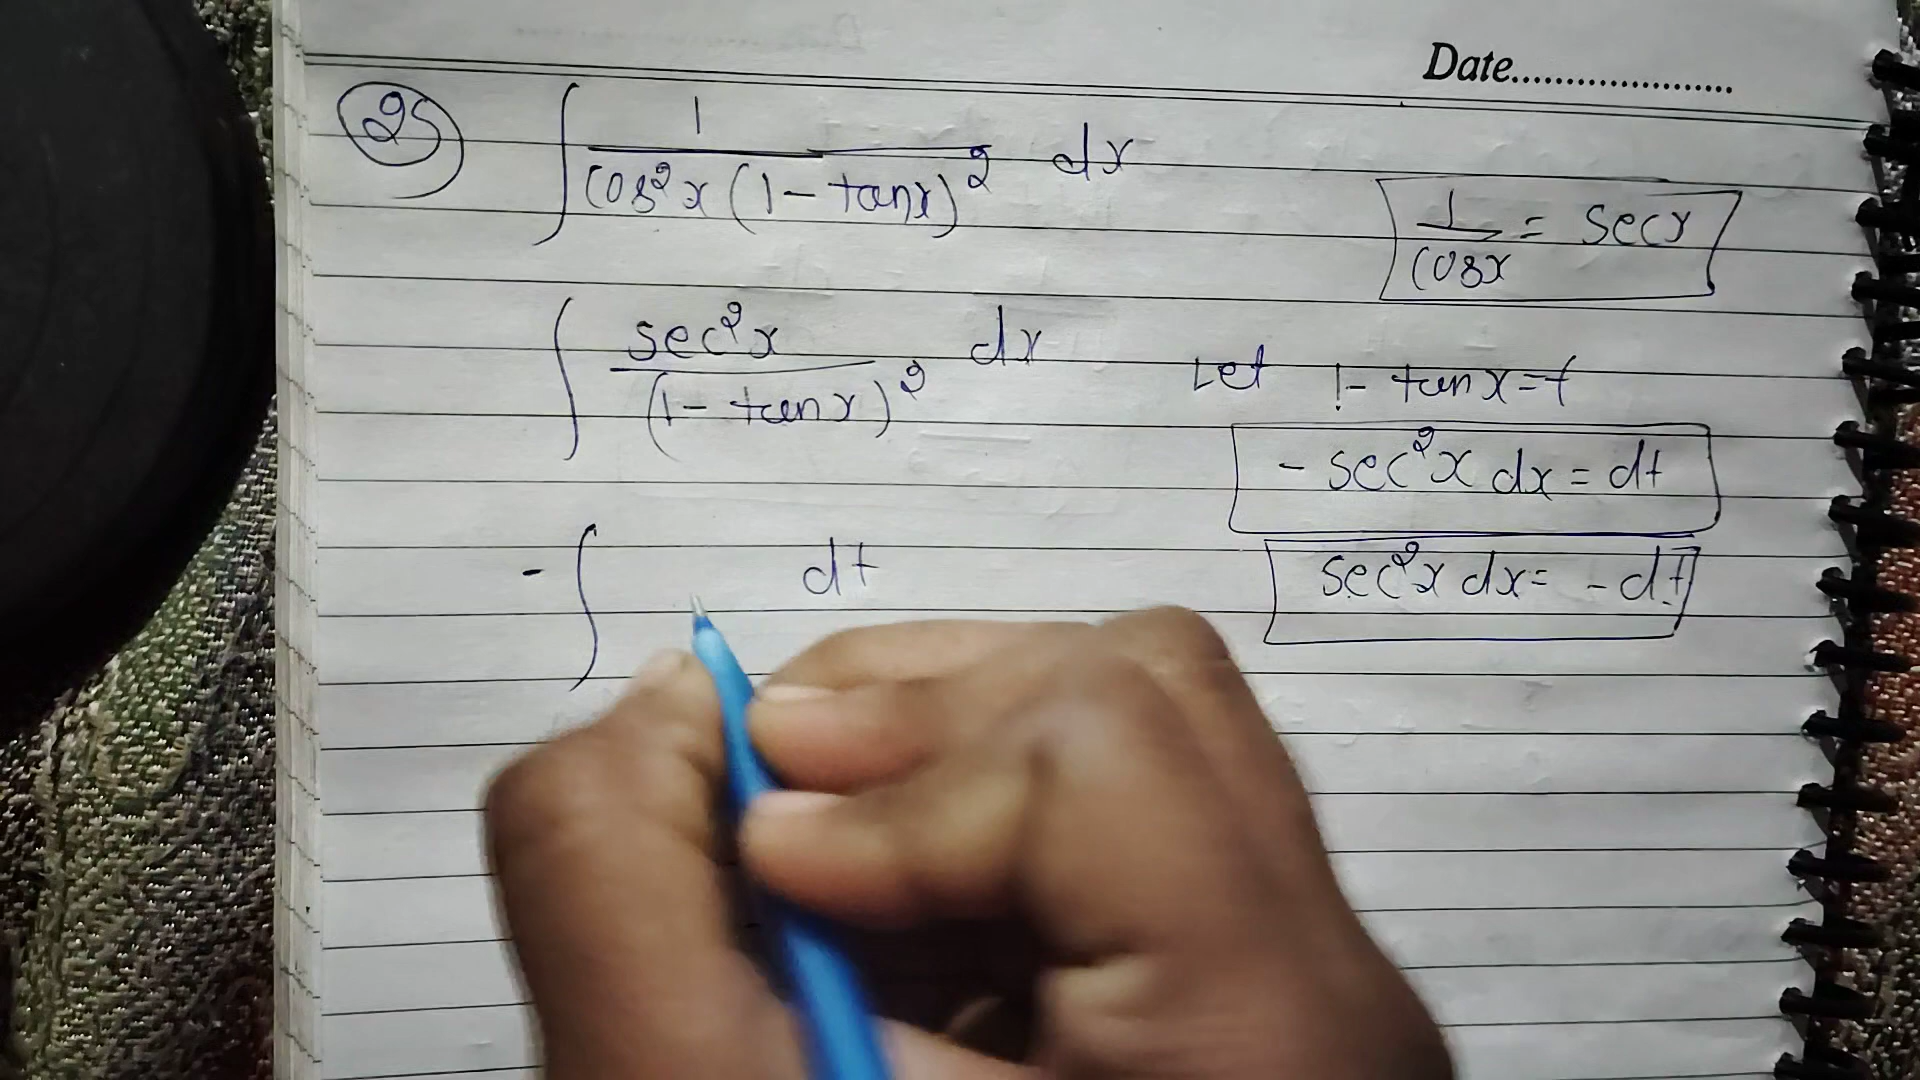 Date.....................
25 ∫ 1/(cos²x (1 - tanx)²) dx
1/cosx = secx
∫ sec²x/(1 - tanx)² dx
Let 1 - tanx = t
- sec²x dx = dt
sec²x dx = - dt
- ∫ dt